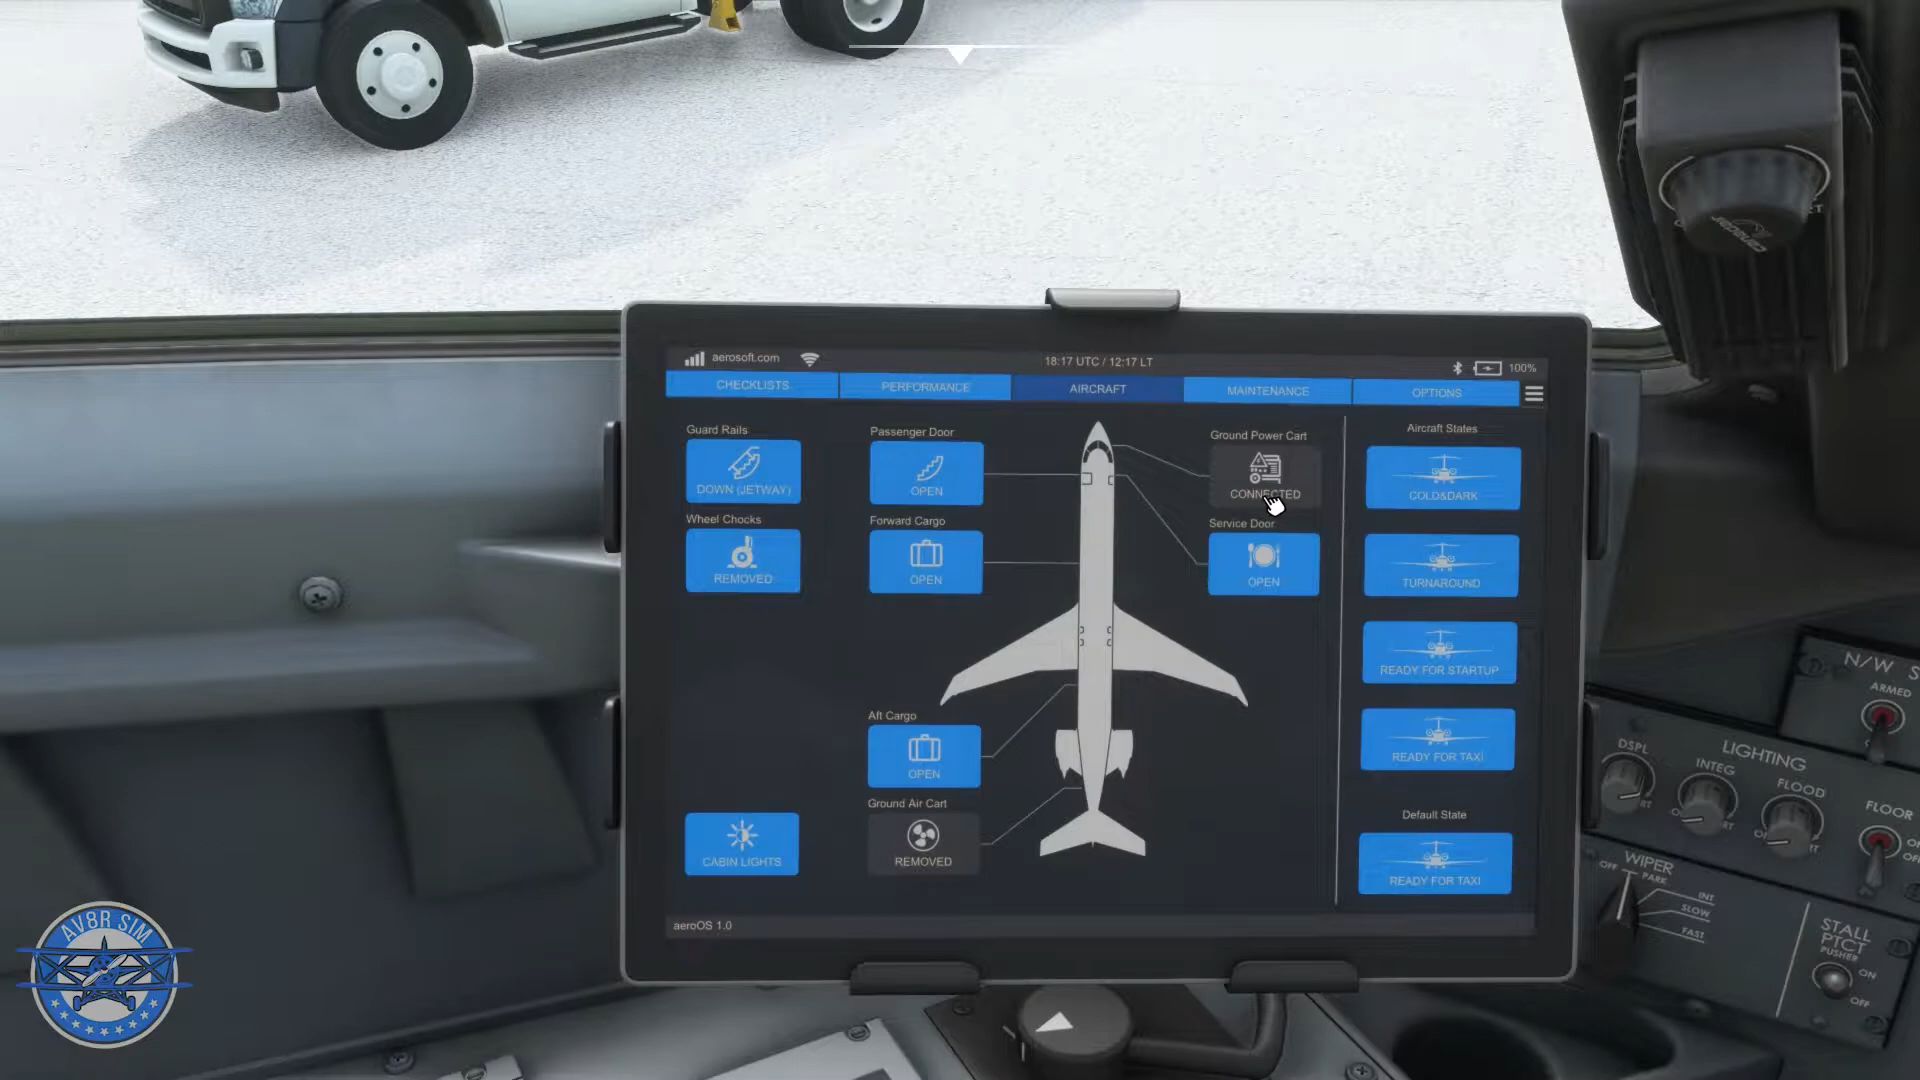 aerosoft.com
18:17 UTC / 12:17 LT
100%
CHECKLISTS
PERFORMANCE
AIRCRAFT
MAINTENANCE
OPTIONS
Guard Rails
DOWN (JETWAY)
Passenger Door
OPEN
Ground Power Cart
CONNECTED
Aircraft States
COLD&DARK
Wheel Chocks
REMOVED
Forward Cargo
OPEN
Service Door
OPEN
TURNAROUND
READY FOR STARTUP
READY FOR TAXI
Aft Cargo
OPEN
Ground Air Cart
REMOVED
CABIN LIGHTS
Default State
READY FOR TAXI
aeroOS 1.0
N/W S
ARMED
LIGHTING
DSPL
INTEG
FLOOD
FLOOR
WIPER
OFF
PARK
INT
SLOW
FAST
STALL
PTCT
PUSHER
ON
OFF
canadair
AV8R SIM